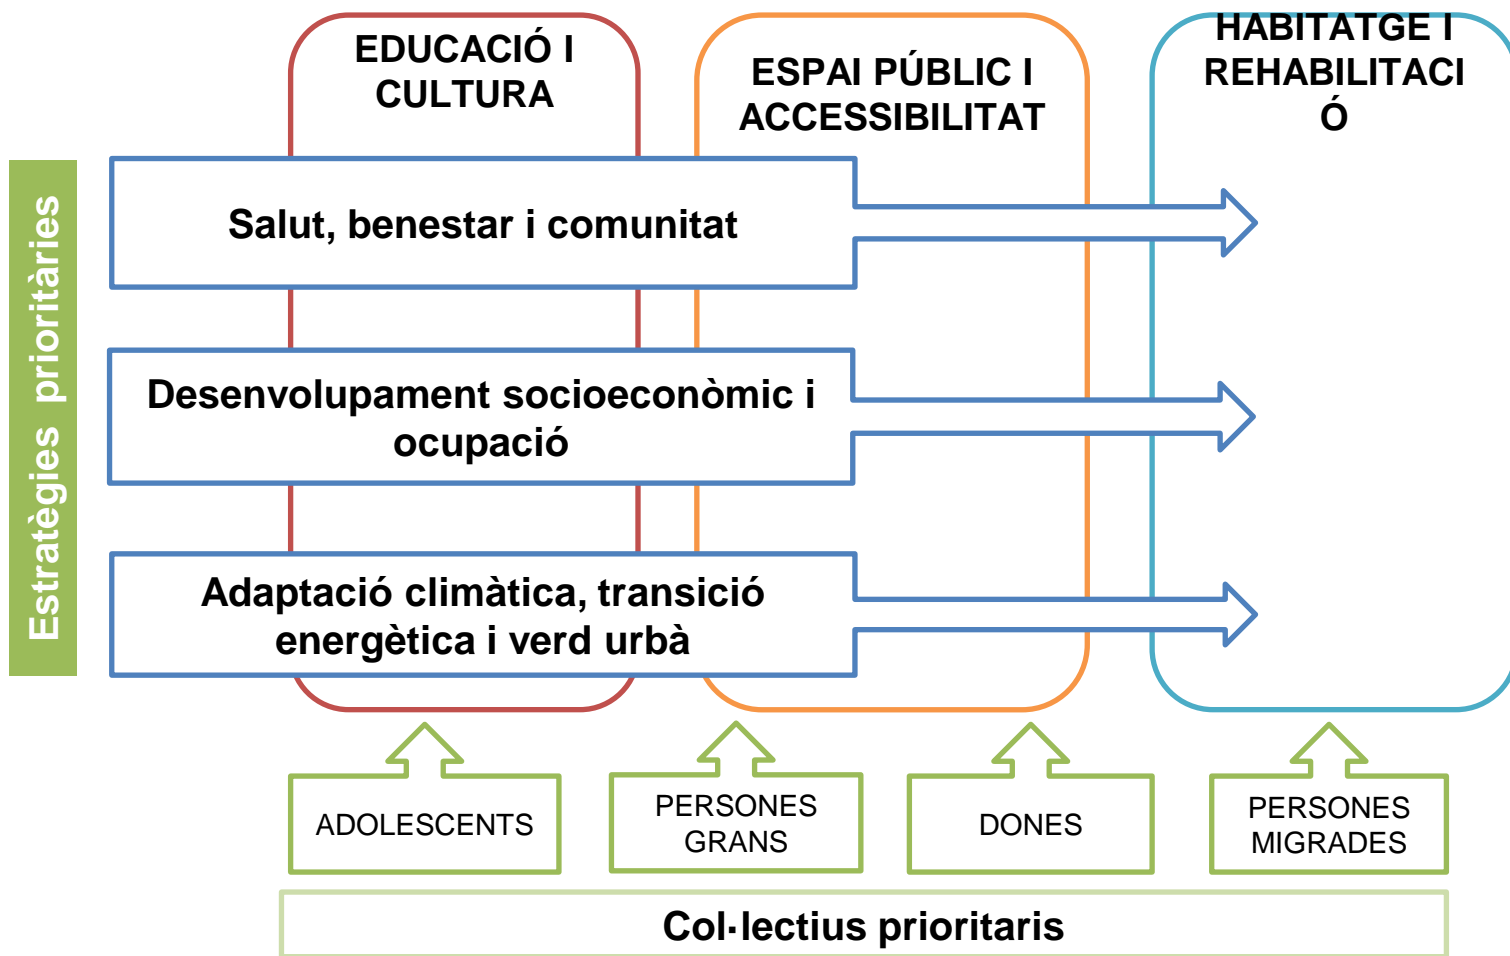 EDUCACIÓ I
CULTURA
ESPAI PÚBLIC I
ACCESSIBILITAT
HABITATGE I
REHABILITACI
Ó
Estratègies prioritàries
Salut, benestar i comunitat
Desenvolupament socioeconòmic i
ocupació
Adaptació climàtica, transició
energètica i verd urbà
ADOLESCENTS
PERSONES
GRANS
DONES
PERSONES
MIGRADES
Col·lectius prioritaris